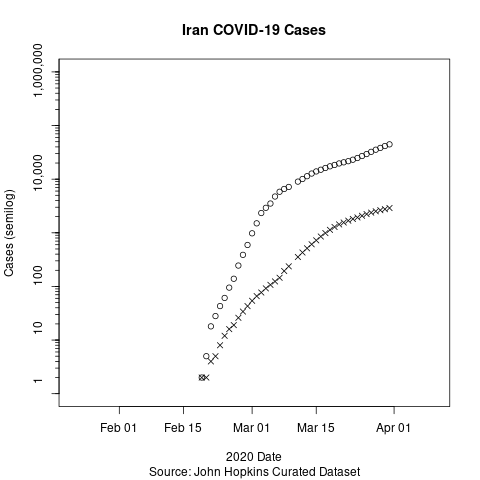 Iran COVID-19 Cases
1,000,000
10,000
100
10
1
Cases (semilog)
Feb 01 Feb 15 Mar 01 Mar 15 Apr 01
2020 Date
Source: John Hopkins Curated Dataset